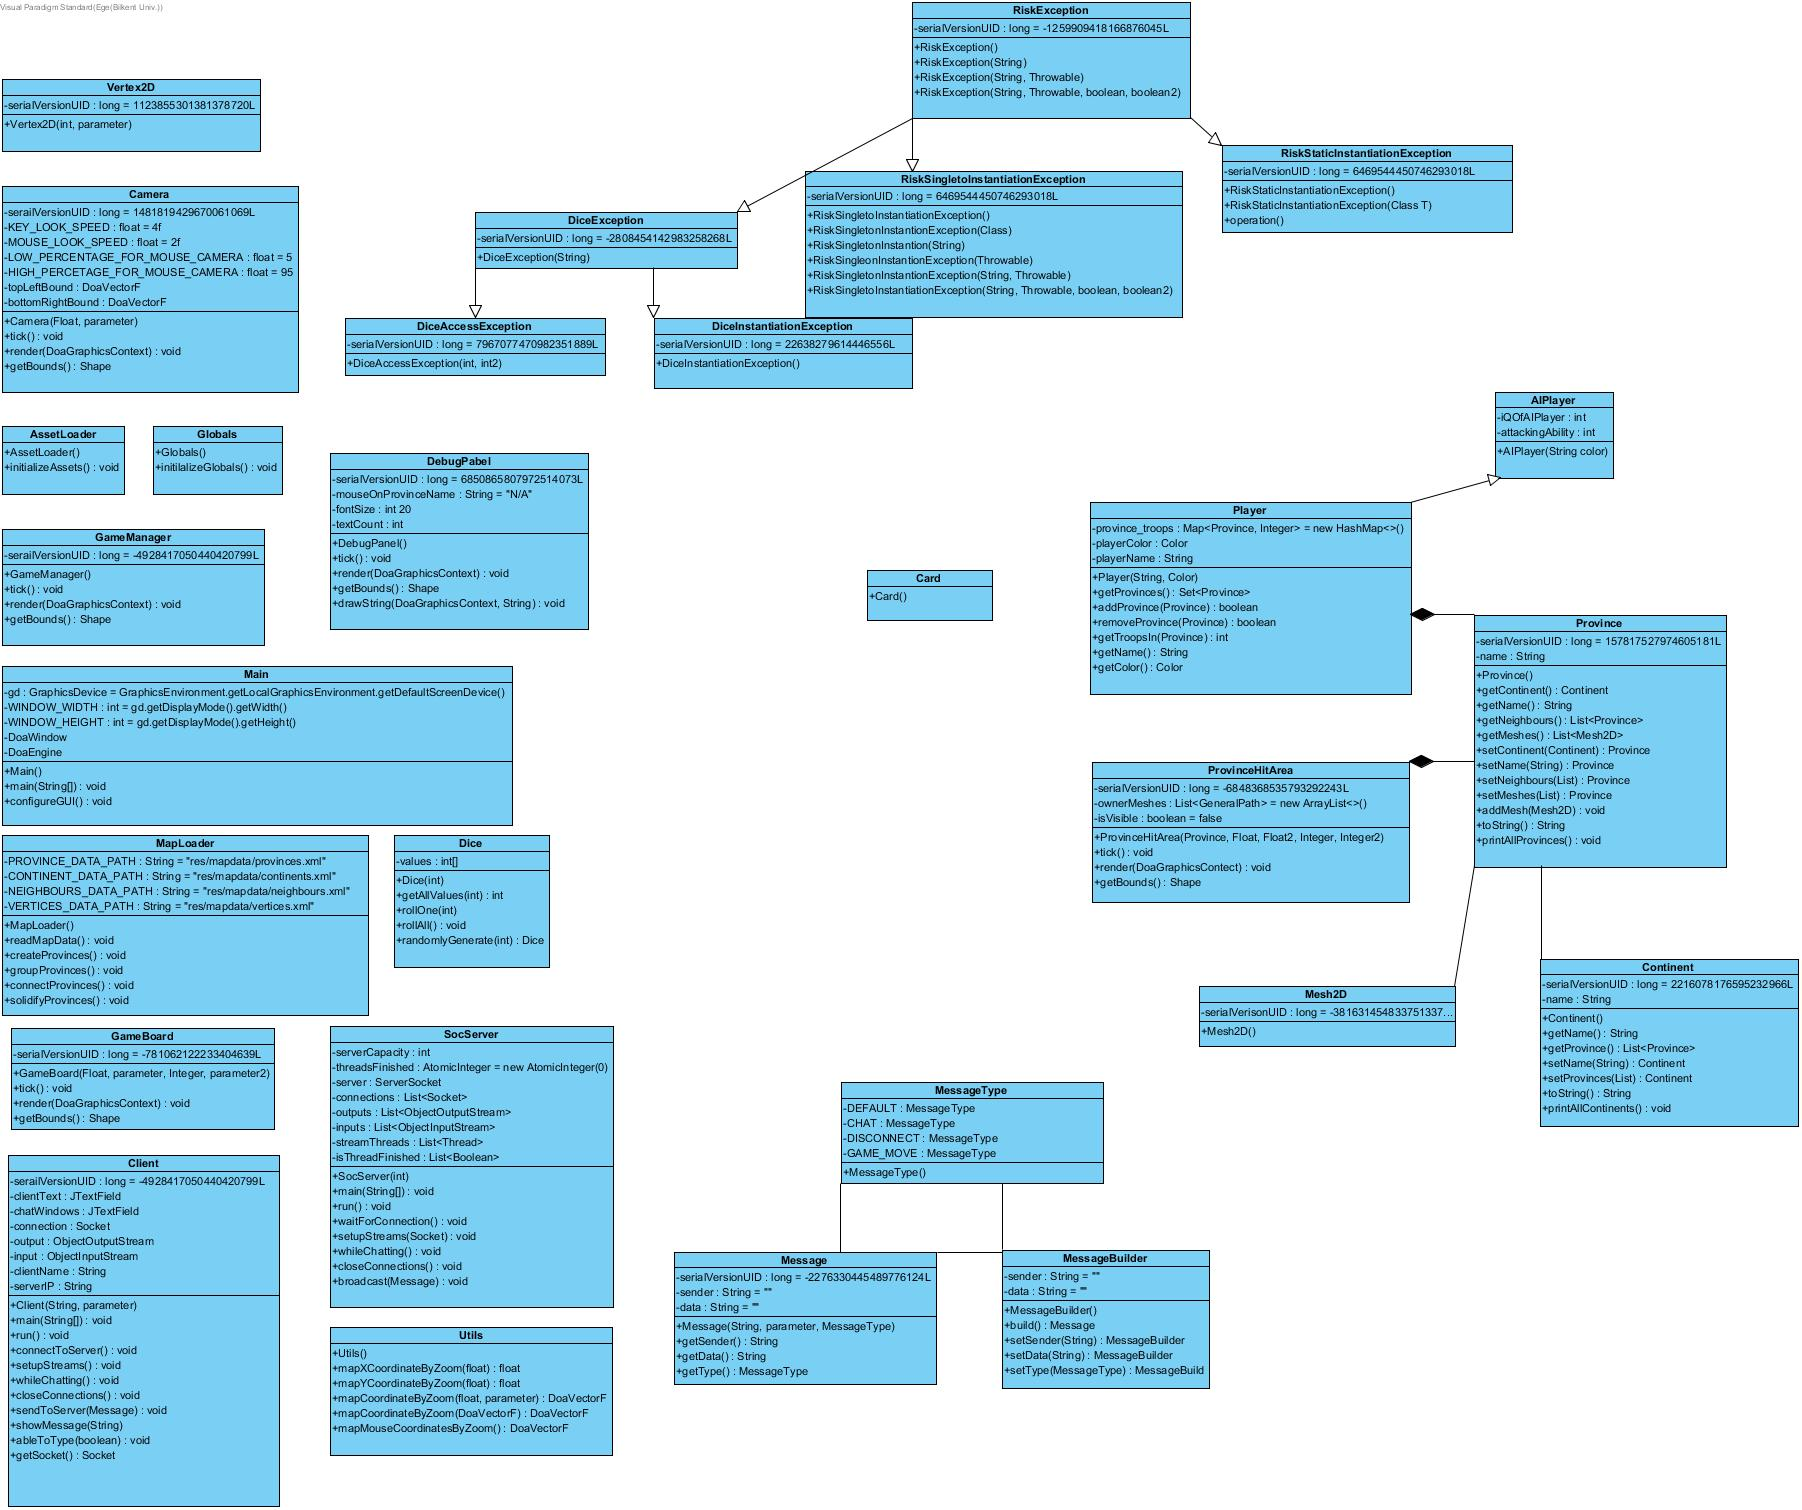 Visual Paradigm Standard(Ege(Bilkent Univ.))
RiskException
-serialVersionUID : long = -1259909418166876045L
+RiskException()
+RiskException(String)
+RiskException(String, Throwable)
+RiskException(String, Throwable, boolean, boolean2)
Vertex2D
-serialVersionUID : long = 1123855301381378720L
+Vertex2D(int, parameter)
RiskStaticInstantiationException
-serialVersionUID : long = 6469544450746293018L
+RiskStaticInstantiationException()
+RiskStaticInstantiationException(Class T)
+operation()
RiskSingletoInstantiationException
-serialVersionUID : long = 6469544450746293018L
+RiskSingletoInstantiationException()
+RiskSingletonInstantionException(Class)
+RiskSingletoInstantion(String)
+RiskSingleonInstantionException(Throwable)
+RiskSingletonInstantionException(String, Throwable)
+RiskSingletoInstantiationException(String, Throwable, boolean, boolean2)
Camera
-serailVersionUID : long = 1481819429670061069L
-KEY_LOOK_SPEED : float = 4f
-MOUSE_LOOK_SPEED : float = 2f
-LOW_PERCENTAGE_FOR_MOUSE_CAMERA : float = 5
-HIGH_PERCETAGE_FOR_MOUSE_CAMERA : float = 95
-topLeftBound : DoaVectorF
-bottomRightBound : DoaVectorF
+Camera(Float, parameter)
+tick() : void
+render(DoaGraphicsContext) : void
+getBounds() : Shape
DiceException
-serialVersionUID : long = -2808454142983258268L
+DiceException(String)
DiceAccessException
-serialVersionUID : long = 7967077470982351889L
+DiceAccessException(int, int2)
DiceInstantiationException
-serialVersionUID : long = 22638279614446556L
+DiceInstantiationException()
AIPlayer
-iQOfAIPlayer : int
-attackingAbility : int
+AIPlayer(String color)
AssetLoader
+AssetLoader()
+initializeAssets() : void
Globals
+Globals()
+initilalizeGlobals() : void
DebugPabel
-serialVersionUID : long = 6850865807972514073L
-mouseOnProvinceName : String = "N/A"
-fontSize : int 20
-textCount : int
+DebugPanel()
+tick() : void
+render(DoaGraphicsContext) : void
+getBounds() : Shape
+drawString(DoaGraphicsContext, String) : void
Player
-province_troops : Map<Province, Integer> = new HashMap<>()
-playerColor : Color
-playerName : String
+Player(String, Color)
+getProvinces() : Set<Province>
+addProvince(Province) : boolean
+removeProvince(Province) : boolean
+getTroopsIn(Province) : int
+getName() : String
+getColor() : Color
GameManager
-serailVersionUID : long = -4928417050440420799L
+GameManager()
+tick() : void
+render(DoaGraphicsContext) : void
+getBounds() : Shape
Card
+Card()
Province
-serialVersionUID : long = 157817527974605181L
-name : String
+Province()
+getContinent() : Continent
+getName() : String
+getNeighbours() : List<Province>
+getMeshes() : List<Mesh2D>
+setContinent(Continent) : Province
+setName(String) : Province
+setNeighbours(List) : Province
+setMeshes(List) : Province
+addMesh(Mesh2D) : void
+toString() : String
+printAllProvinces() : void
Main
-gd : GraphicsDevice = GraphicsEnvironment.getLocalGraphicsEnvironment.getDefaultScreenDevice()
-WINDOW_WIDTH : int = gd.getDisplayMode().getWidth()
-WINDOW_HEIGHT : int = gd.getDisplayMode().getHeight()
-DoaWindow
-DoaEngine
+Main()
+main(String[]) : void
+configureGUI() : void
ProvinceHitArea
-serialVersionUID : long = -6848368535793292243L
-ownerMeshes : List<GeneralPath> = new ArrayList<>()
-isVisible : boolean = false
+ProvinceHitArea(Province, Float, Float2, Integer, Integer2)
+tick() : void
+render(DoaGraphicsContect) : void
+getBounds() : Shape
MapLoader
-PROVINCE_DATA_PATH : String = "res/mapdata/provinces.xml"
-CONTINENT_DATA_PATH : String = "res/mapdata/continents.xml"
-NEIGHBOURS_DATA_PATH : String = "res/mapdata/neighbours.xml"
-VERTICES_DATA_PATH : String = "res/mapdata/vertices.xml"
+MapLoader()
+readMapData() : void
+createProvinces() : void
+groupProvinces() : void
+connectProvinces() : void
+solidifyProvinces() : void
Dice
-values : int[]
+Dice(int)
+getAllValues(int) : int
+rollOne(int)
+rollAll() : void
+randomlyGenerate(int) : Dice
Continent
-serialVersionUID : long = 2216078176595232966L
-name : String
+Continent()
+getName() : String
+getProvince() : List<Province>
+setName(String) : Continent
+setProvinces(List) : Continent
+toString() : String
+printAllContinents() : void
Mesh2D
-serialVerisonUID : long = -381631454833751337...
+Mesh2D()
GameBoard
-serialVersionUID : long = -781062122233404639L
+GameBoard(Float, parameter, Integer, parameter2)
+tick() : void
+render(DoaGraphicsContext) : void
+getBounds() : Shape
SocServer
-serverCapacity : int
-threadsFinished : AtomicInteger = new AtomicInteger(0)
-server : ServerSocket
-connections : List<Socket>
-outputs : List<ObjectOutputStream>
-inputs : List<ObjectInputStream>
-streamThreads : List<Thread>
-isThreadFinished : List<Boolean>
+SocServer(int)
+main(String[]) : void
+run() : void
+waitForConnection() : void
+setupStreams(Socket) : void
+whileChatting() : void
+closeConnections() : void
+broadcast(Message) : void
MessageType
-DEFAULT : MessageType
-CHAT : MessageType
-DISCONNECT : MessageType
-GAME_MOVE : MessageType
+MessageType()
Client
-serailVersionUID : long = -4928417050440420799L
-clientText : JTextField
-chatWindows : JTextField
-connection : Socket
-output : ObjectOutputStream
-input : ObjectInputStream
-clientName : String
-serverIP : String
+Client(String, parameter)
+main(String[]) : void
+run() : void
+connectToServer() : void
+setupStreams() : void
+whileChatting() : void
+closeConnections() : void
+sendToServer(Message) : void
+showMessage(String)
+ableToType(boolean) : void
+getSocket() : Socket
Message
-serialVersionUID : long = -2276330445489776124L
-sender : String = ""
-data : String = ""
+Message(String, parameter, MessageType)
+getSender() : String
+getData() : String
+getType() : MessageType
MessageBuilder
-sender : String = ""
-data : String = ""
+MessageBuilder()
+build() : Message
+setSender(String) : MessageBuilder
+setData(String) : MessageBuilder
+setType(MessageType) : MessageBuild
Utils
+Utils()
+mapXCoordinateByZoom(float) : float
+mapYCoordinateByZoom(float) : float
+mapCoordinateByZoom(float, parameter) : DoaVectorF
+mapCoordinateByZoom(DoaVectorF) : DoaVectorF
+mapMouseCoordinatesByZoom() : DoaVectorF